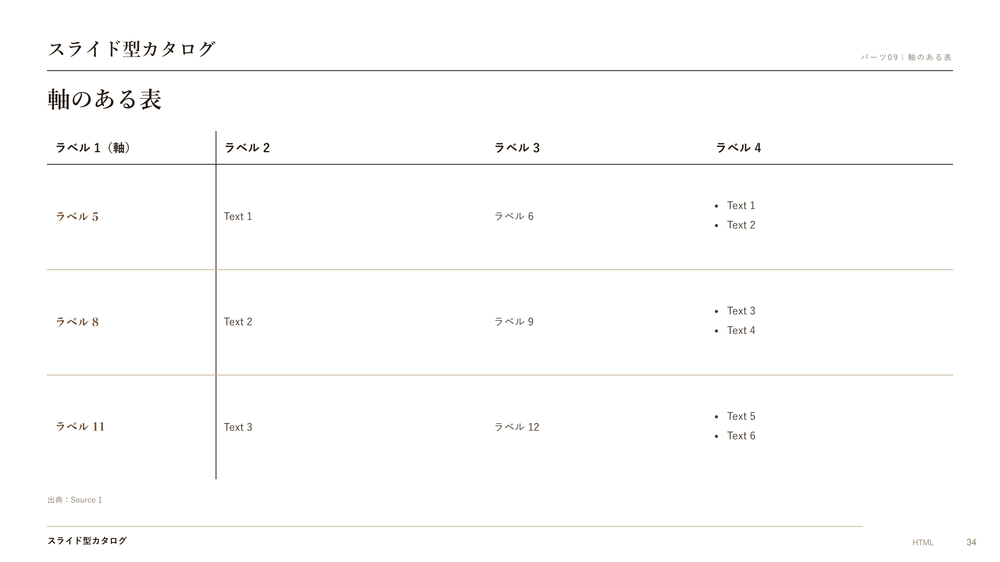 スライド型カタログ
パーツ09｜軸のある表
軸のある表
ラベル 1（軸） ラベル 2 ラベル 3 ラベル 4
ラベル 5 Text 1 ラベル 6
• Text 1
• Text 2
ラベル 8 Text 2 ラベル 9
• Text 3
• Text 4
ラベル 11 Text 3 ラベル 12
• Text 5
• Text 6
出典：Source 1
スライド型カタログ
HTML 34